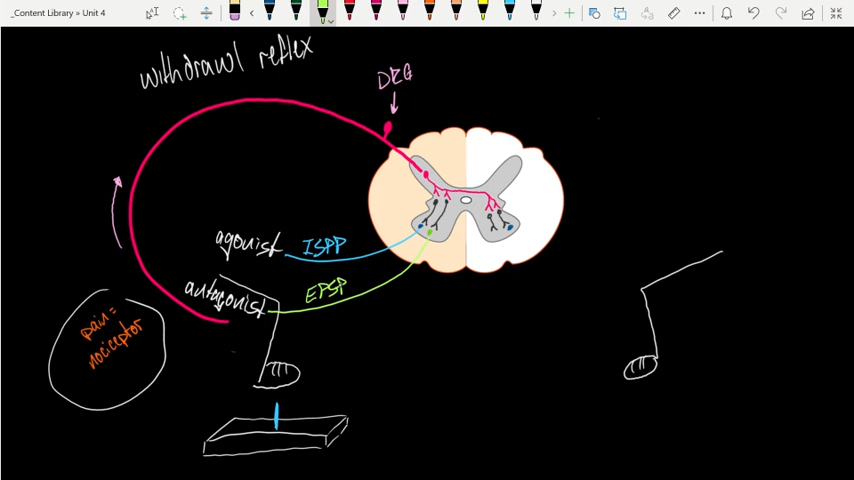 _Content Library » Unit 4
withdrawl reflex
DRG
agonist ISPP
antagonist EPSP
pain =
nociceptor